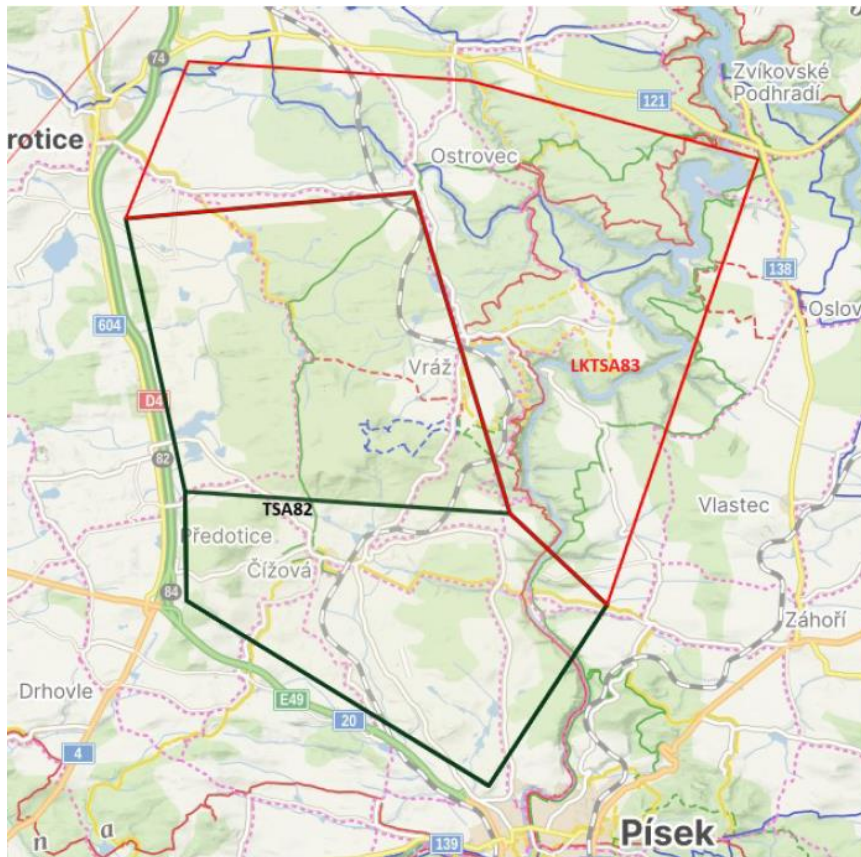 74
Zvíkovské
Podhradí
121
rotice
Ostrovec
138
604
Oslov
Vráž
LKTSA83
D4
82
TSA82
Vlastec
Předotice
Čížová
84
Záhoří
Drhovle
E49
20
4
Písek
n a
139